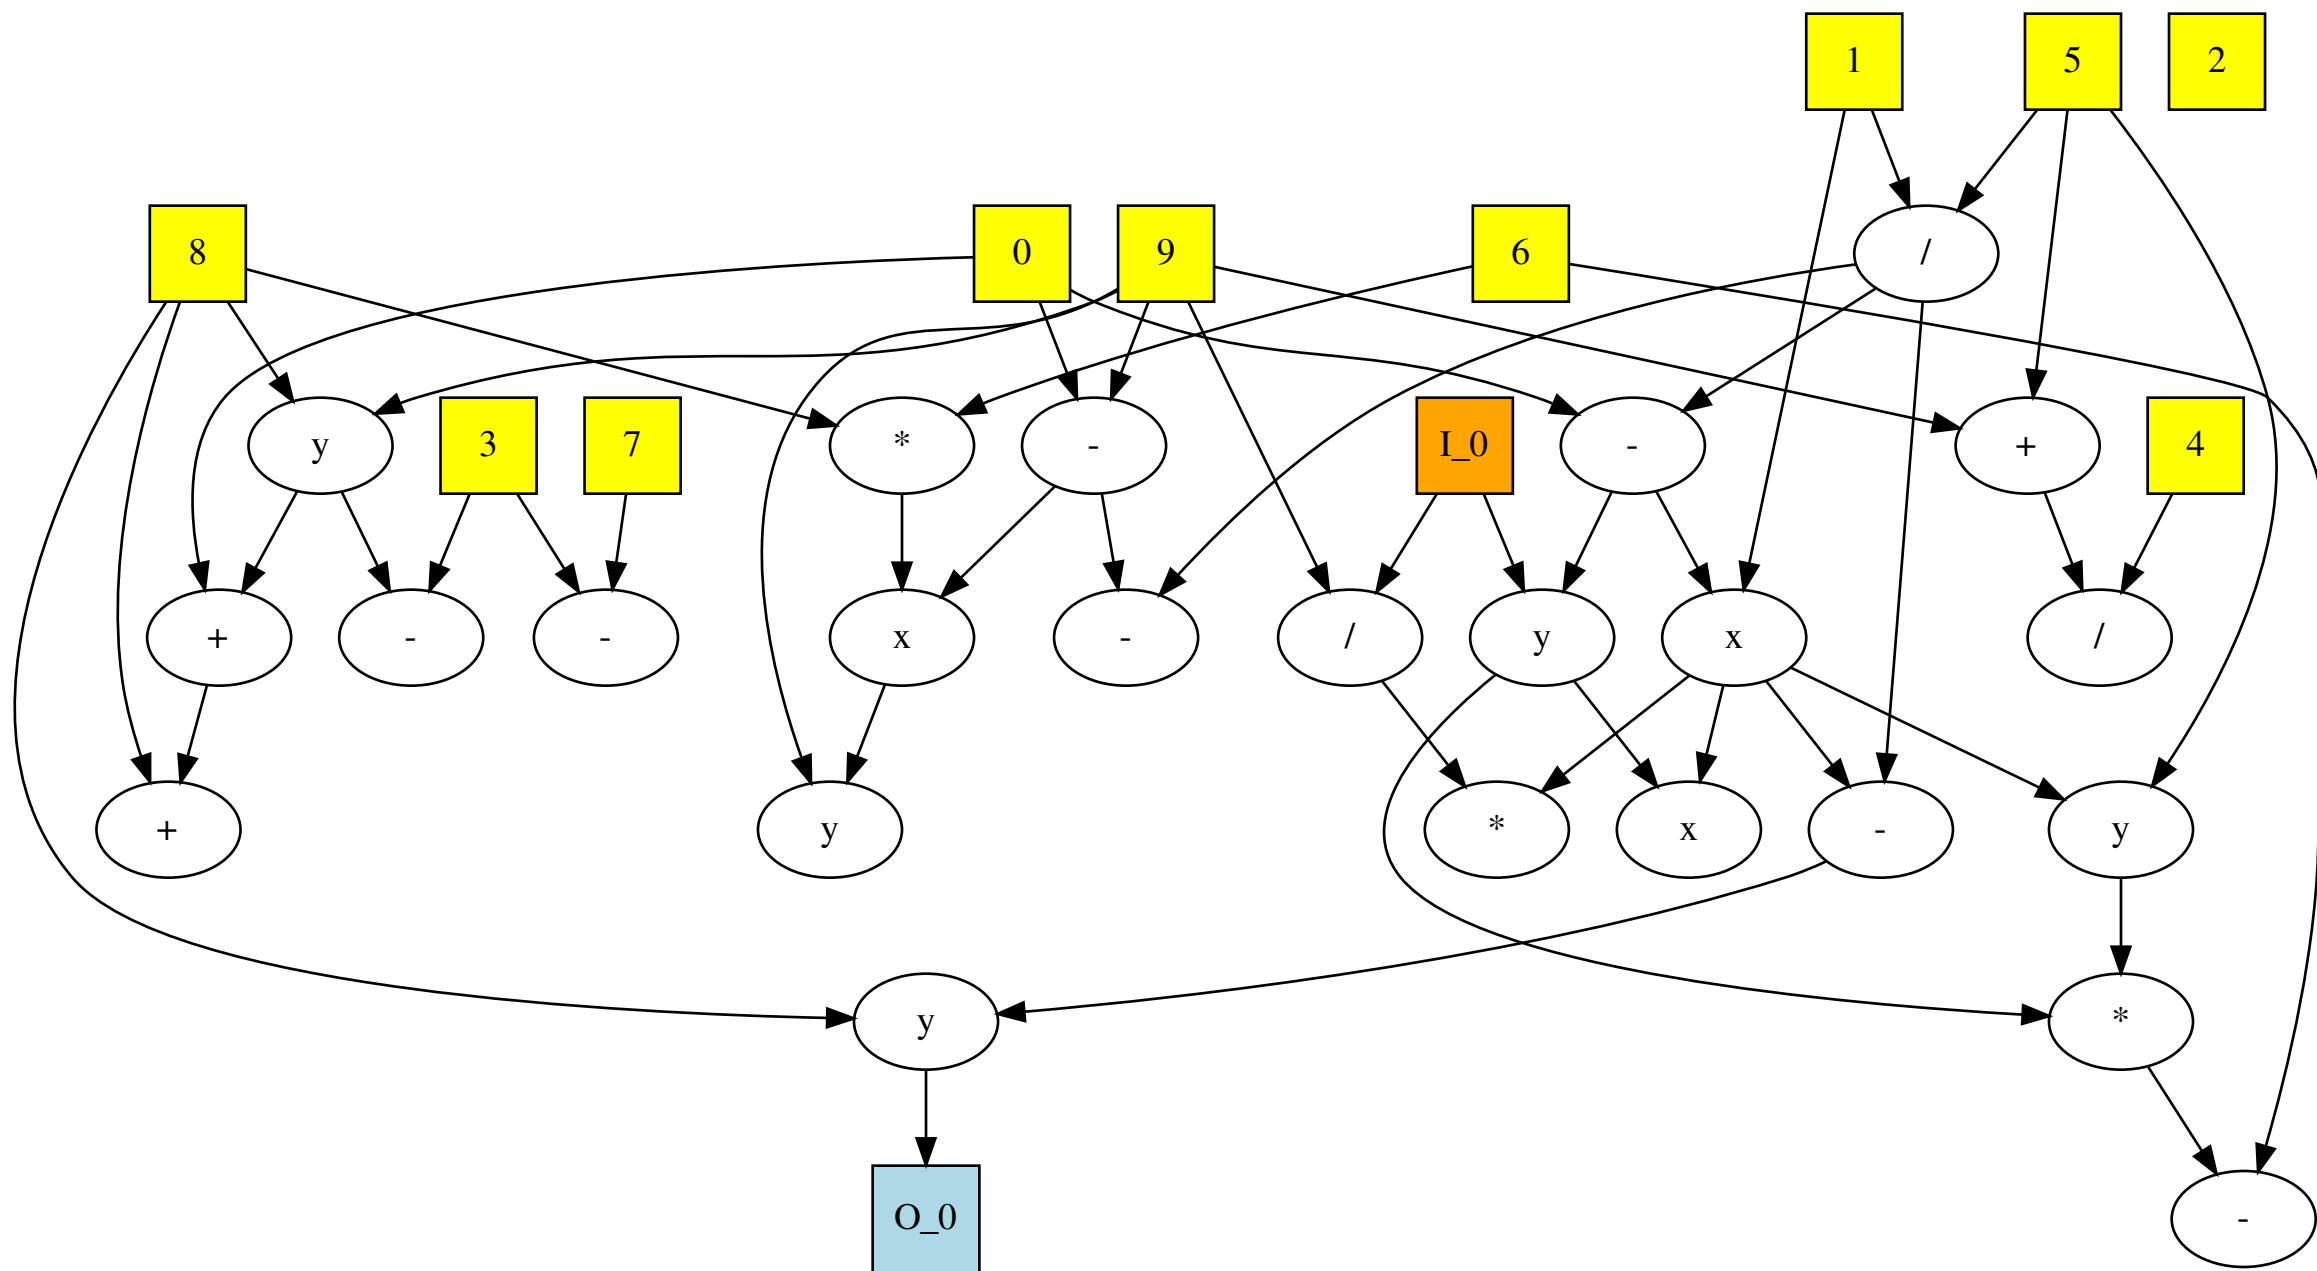 1 5 2
8 0 9 6 /
y 3 7 * - I_0 - + 4
+ - - x - / y x /
+ y * x - y
y *
O_0 -